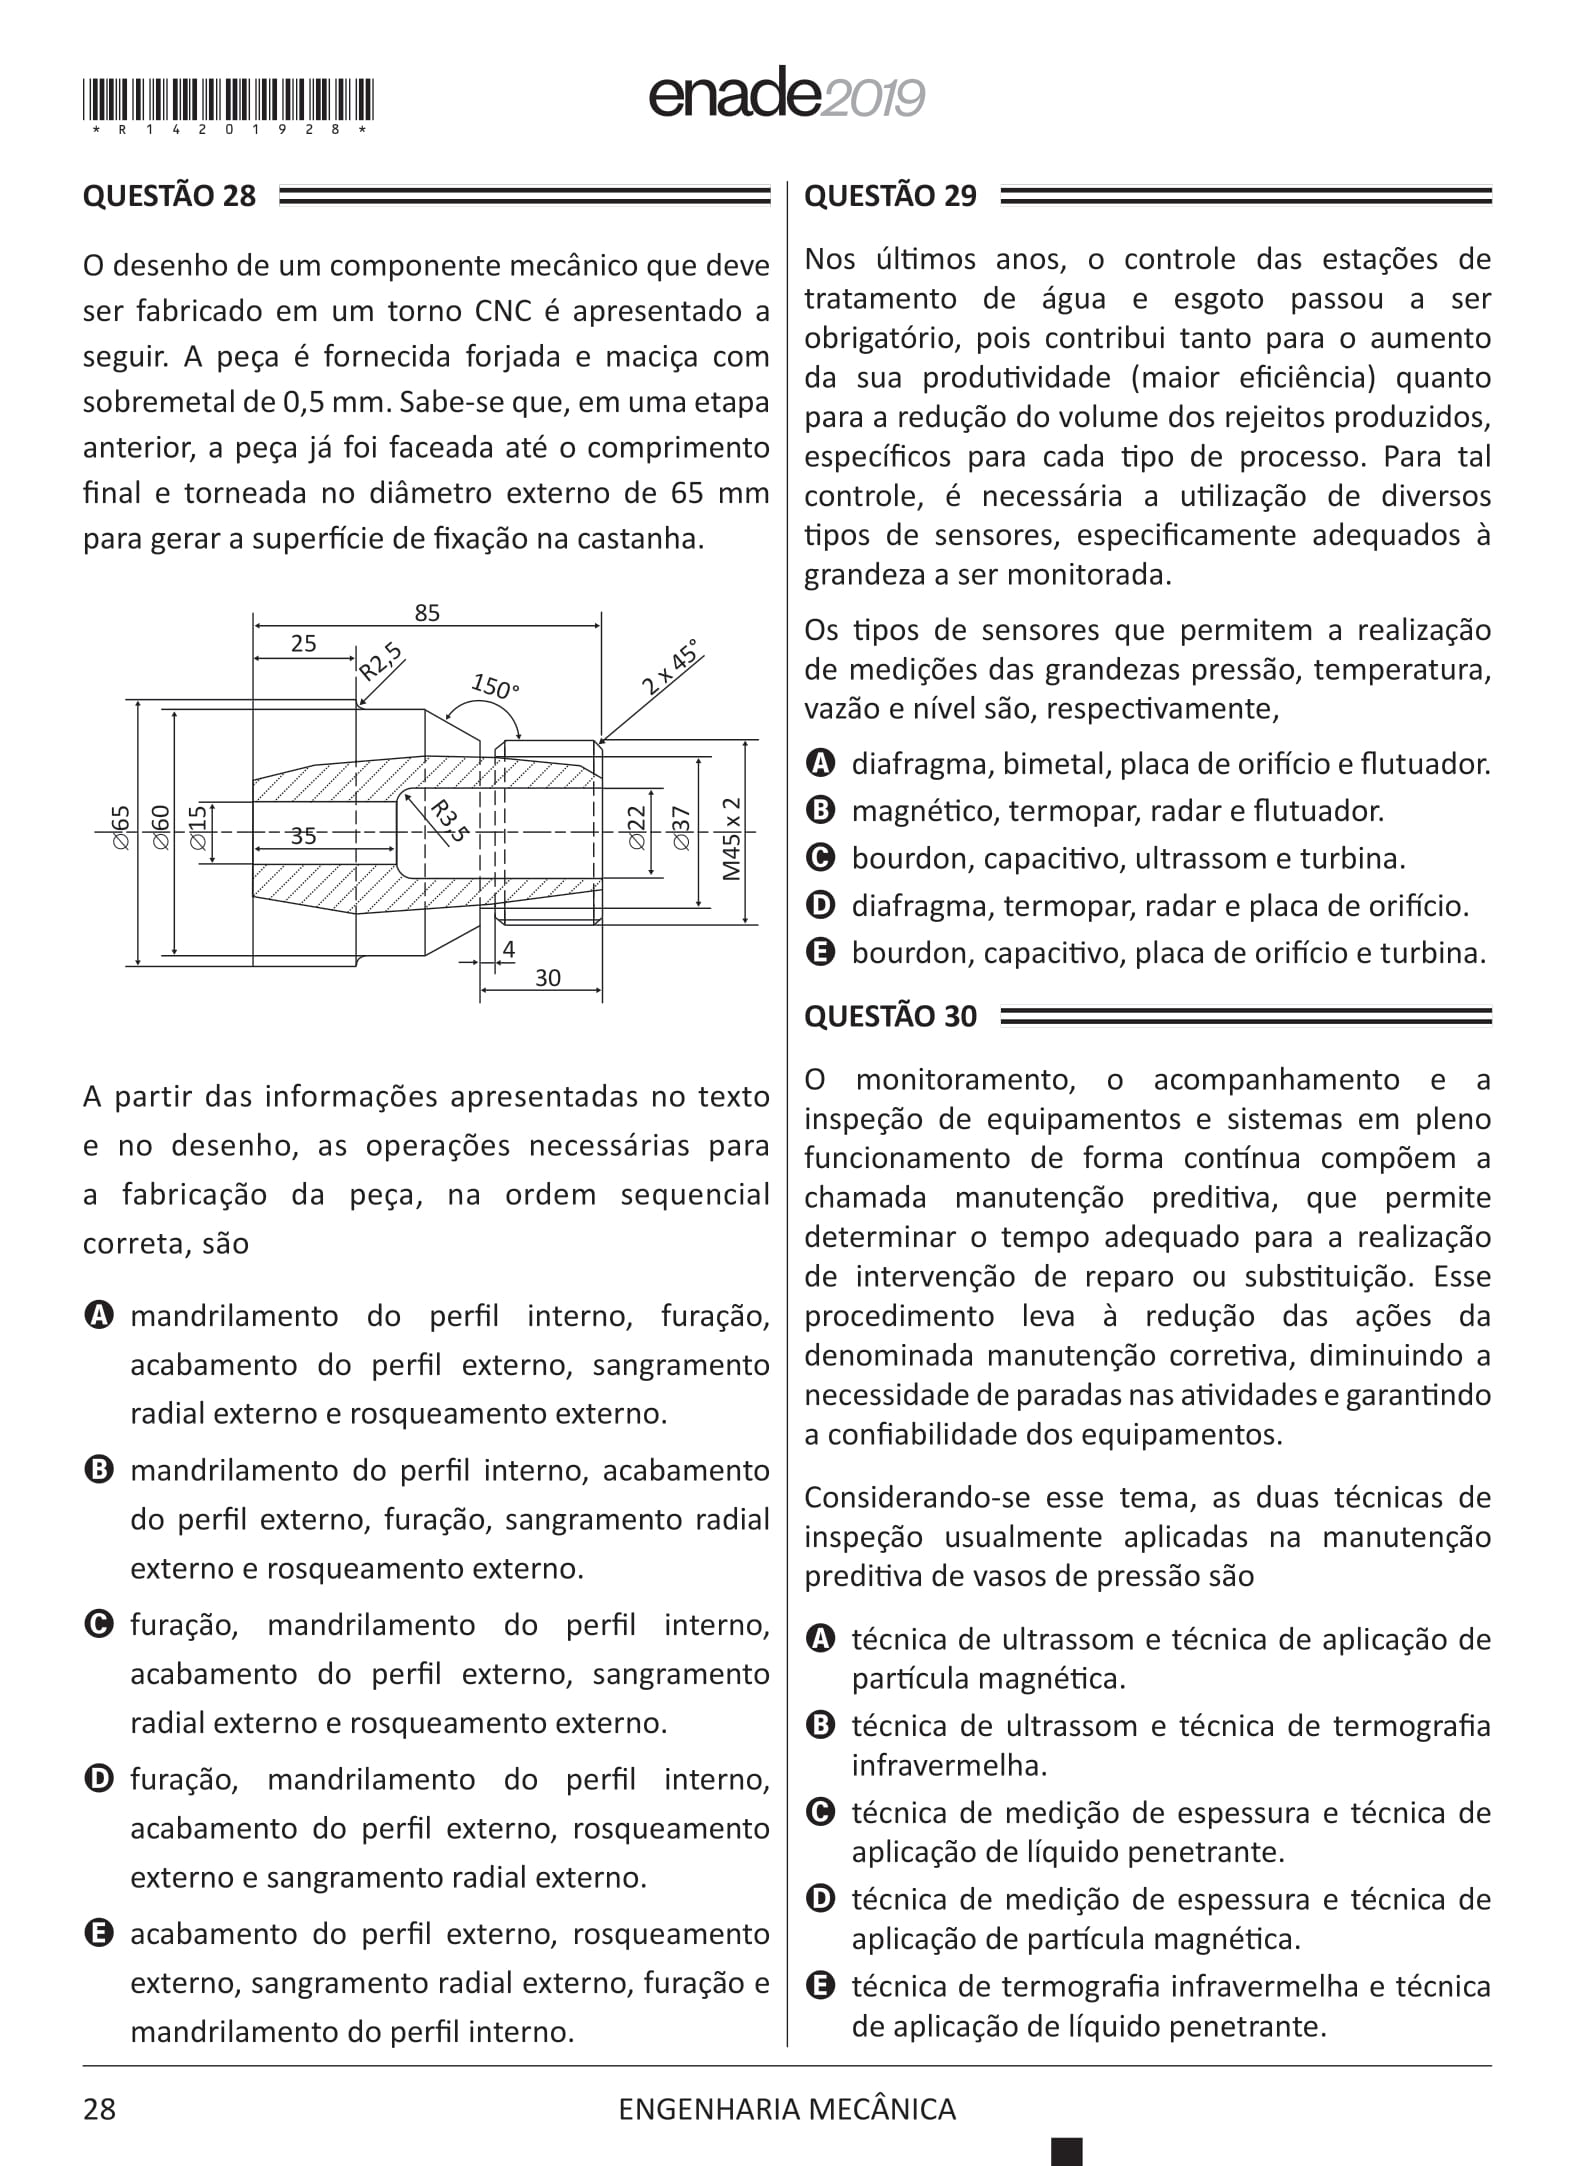 *R14201928*
enade2019
QUESTÃO 28
O desenho de um componente mecânico que deve
ser fabricado em um torno CNC é apresentado a
seguir. A peça é fornecida forjada e maciça com
sobremetal de 0,5 mm. Sabe-se que, em uma etapa
anterior, a peça já foi faceada até o comprimento
final e torneada no diâmetro externo de 65 mm
para gerar a superfície de fixação na castanha.
85
25
R2,5
150°
2 x 45°
∅65
∅60
∅15
35
R3,5
∅22
∅37
M45 x 2
4
30
A partir das informações apresentadas no texto
e no desenho, as operações necessárias para
a fabricação da peça, na ordem sequencial
correta, são
A mandrilamento do perfil interno, furação,
acabamento do perfil externo, sangramento
radial externo e rosqueamento externo.
B mandrilamento do perfil interno, acabamento
do perfil externo, furação, sangramento radial
externo e rosqueamento externo.
C furação, mandrilamento do perfil interno,
acabamento do perfil externo, sangramento
radial externo e rosqueamento externo.
D furação, mandrilamento do perfil interno,
acabamento do perfil externo, rosqueamento
externo e sangramento radial externo.
E acabamento do perfil externo, rosqueamento
externo, sangramento radial externo, furação e
mandrilamento do perfil interno.
QUESTÃO 29
Nos últimos anos, o controle das estações de
tratamento de água e esgoto passou a ser
obrigatório, pois contribui tanto para o aumento
da sua produtividade (maior eficiência) quanto
para a redução do volume dos rejeitos produzidos,
específicos para cada tipo de processo. Para tal
controle, é necessária a utilização de diversos
tipos de sensores, especificamente adequados à
grandeza a ser monitorada.
Os tipos de sensores que permitem a realização
de medições das grandezas pressão, temperatura,
vazão e nível são, respectivamente,
A diafragma, bimetal, placa de orifício e flutuador.
B magnético, termopar, radar e flutuador.
C bourdon, capacitivo, ultrassom e turbina.
D diafragma, termopar, radar e placa de orifício.
E bourdon, capacitivo, placa de orifício e turbina.
QUESTÃO 30
O monitoramento, o acompanhamento e a
inspeção de equipamentos e sistemas em pleno
funcionamento de forma contínua compõem a
chamada manutenção preditiva, que permite
determinar o tempo adequado para a realização
de intervenção de reparo ou substituição. Esse
procedimento leva à redução das ações da
denominada manutenção corretiva, diminuindo a
necessidade de paradas nas atividades e garantindo
a confiabilidade dos equipamentos.
Considerando-se esse tema, as duas técnicas de
inspeção usualmente aplicadas na manutenção
preditiva de vasos de pressão são
A técnica de ultrassom e técnica de aplicação de
partícula magnética.
B técnica de ultrassom e técnica de termografia
infravermelha.
C técnica de medição de espessura e técnica de
aplicação de líquido penetrante.
D técnica de medição de espessura e técnica de
aplicação de partícula magnética.
E técnica de termografia infravermelha e técnica
de aplicação de líquido penetrante.
28
ENGENHARIA MECÂNICA